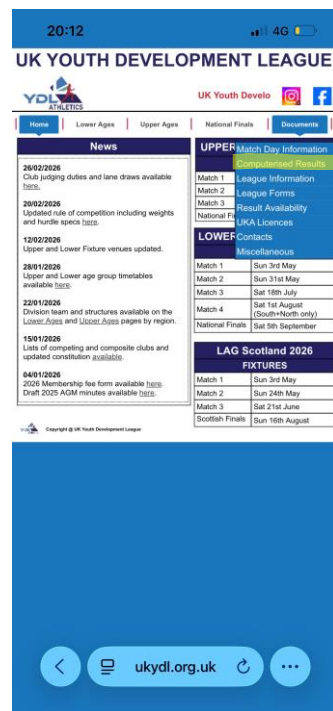 20:12
4G
UK YOUTH DEVELOPMENT LEAGUE
YDL
ATHLETICS
UK Youth Develo
Home
Lower Ages
Upper Ages
National Finals
Documents
Match Day Information
Computerised Results
League Information
League Forms
Result Availability
UKA Licences
Contacts
Miscellaneous
News
26/02/2026
Club judging duties and lane draws available
here.
20/02/2026
Updated rule of competition including weights
and hurdle specs here.
12/02/2026
Upper and Lower Fixture venues updated.
28/01/2026
Upper and Lower age group timetables
available here.
22/01/2026
Division team and structures available on the
Lower Ages and Upper Ages pages by region.
15/01/2026
Lists of competing and composite clubs and
updated constitution available.
04/01/2026
2026 Membership fee form available here.
Draft 2025 AGM minutes available here.
UPPER
Match 1
Match 2
Match 3
National Fi
LOWER
Match 1 Sun 3rd May
Match 2 Sun 31st May
Match 3 Sat 18th July
Match 4 Sat 1st August
(South+North only)
National Finals Sat 5th September
LAG Scotland 2026
FIXTURES
Match 1 Sun 3rd May
Match 2 Sun 24th May
Match 3 Sat 21st June
Scottish Finals Sun 16th August
Copyright @ UK Youth Development League
ukydl.org.uk